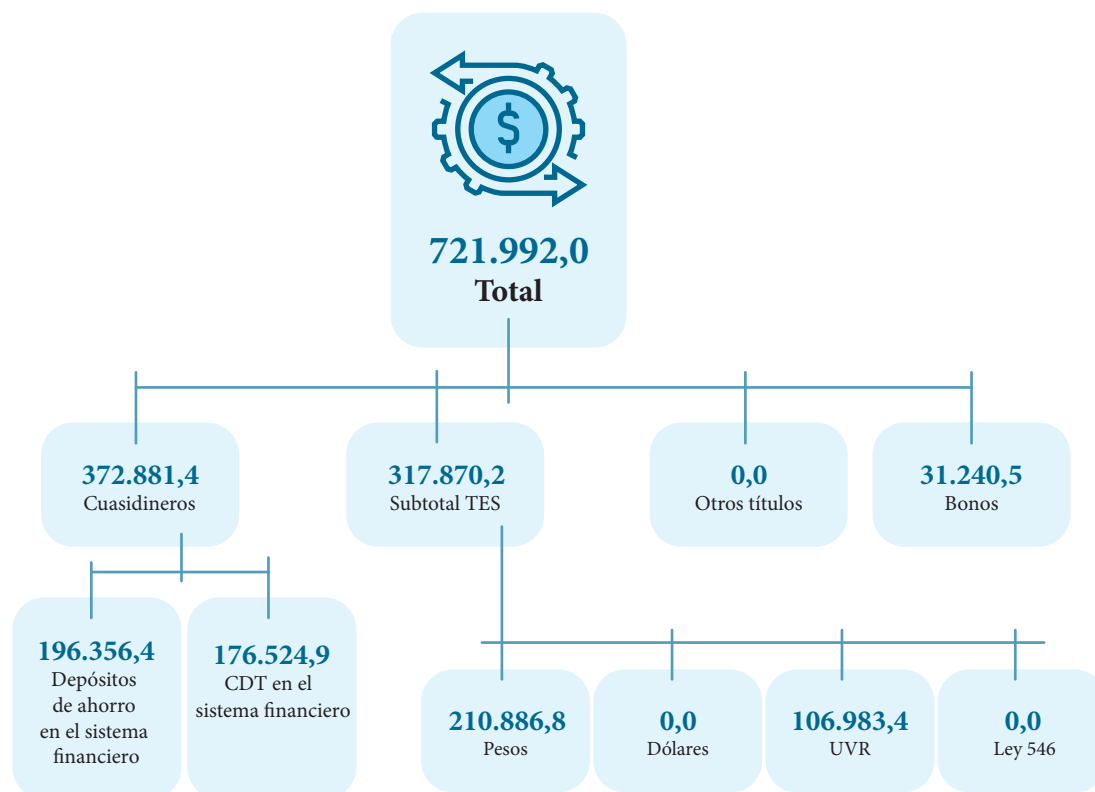 $
721.992,0
Total
372.881,4
Cuasidineros
317.870,2
Subtotal TES
0,0
Otros títulos
31.240,5
Bonos
196.356,4
Depósitos
de ahorro
en el sistema
financiero
176.524,9
CDT en el
sistema financiero
210.886,8
Pesos
0,0
Dólares
106.983,4
UVR
0,0
Ley 546